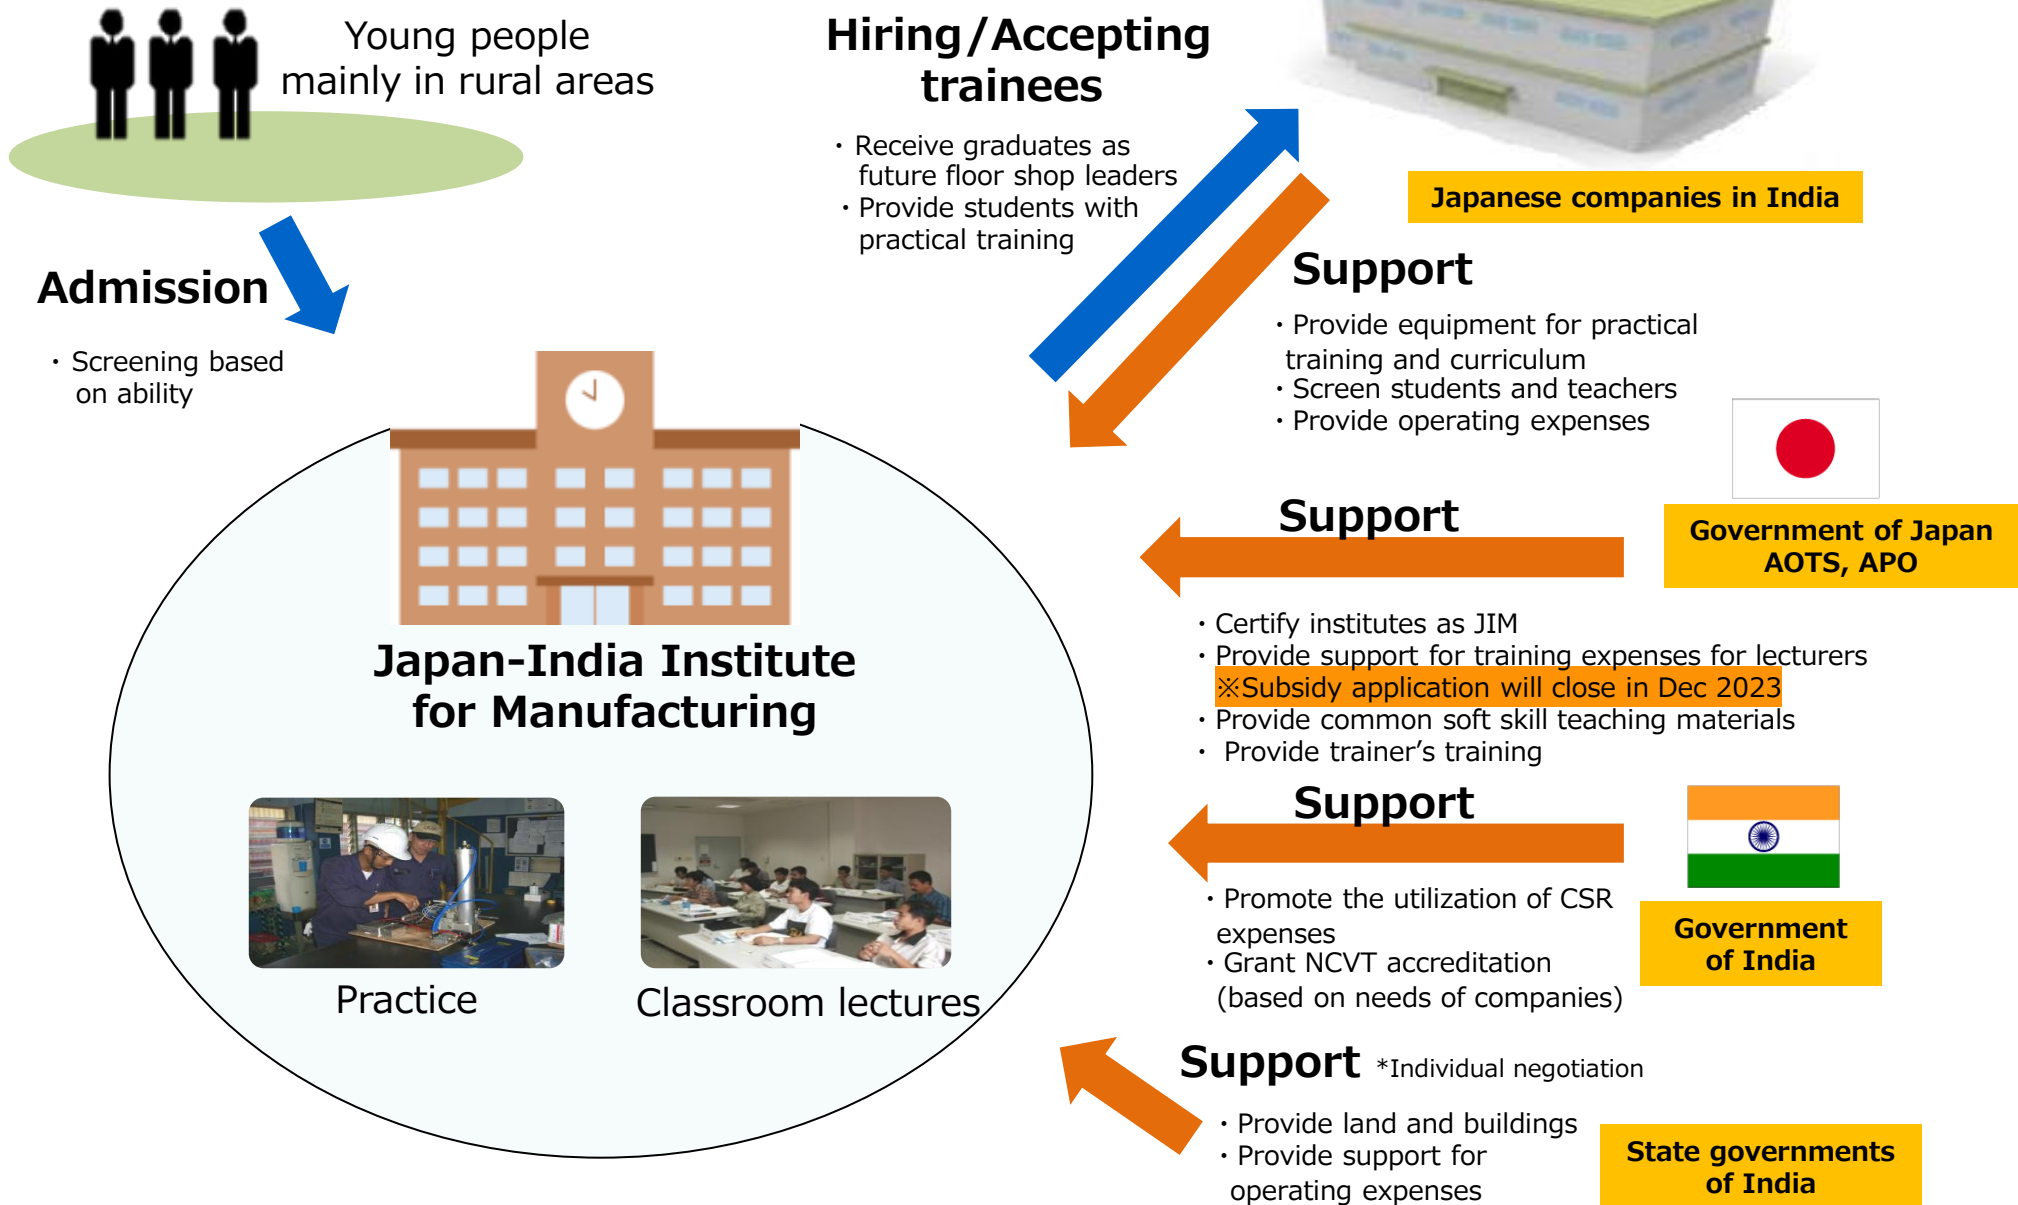 Young people
mainly in rural areas
Hiring/Accepting
trainees
・Receive graduates as
future floor shop leaders
・Provide students with
practical training
Japanese companies in India
Admission
・Screening based
on ability
Support
・Provide equipment for practical
training and curriculum
・Screen students and teachers
・Provide operating expenses
Support
Government of Japan
AOTS, APO
・Certify institutes as JIM
・Provide support for training expenses for lecturers
※Subsidy application will close in Dec 2023
・Provide common soft skill teaching materials
・ Provide trainer’s training
Japan-India Institute
for Manufacturing
Practice
Classroom lectures
Support
・Promote the utilization of CSR
expenses
・Grant NCVT accreditation
(based on needs of companies)
Government
of India
Support *Individual negotiation
・Provide land and buildings
・Provide support for
operating expenses
State governments
of India